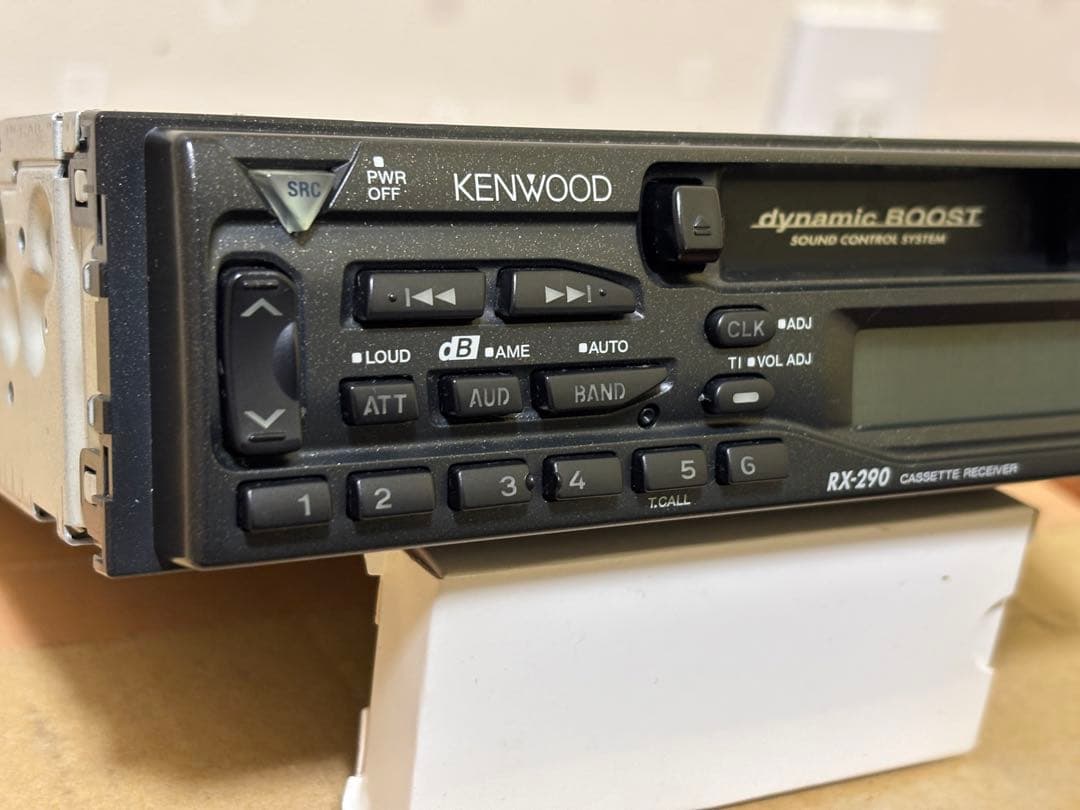 SRC
PWR
OFF
KENWOOD
dynamic BOOST
SOUND CONTROL SYSTEM
CLK
ADJ
LOUD
dB
AME
AUTO
TI
VOL ADJ
ATT
AUD
BAND
1
2
3
4
5
6
T.CALL
RX-290 CASSETTE RECEIVER